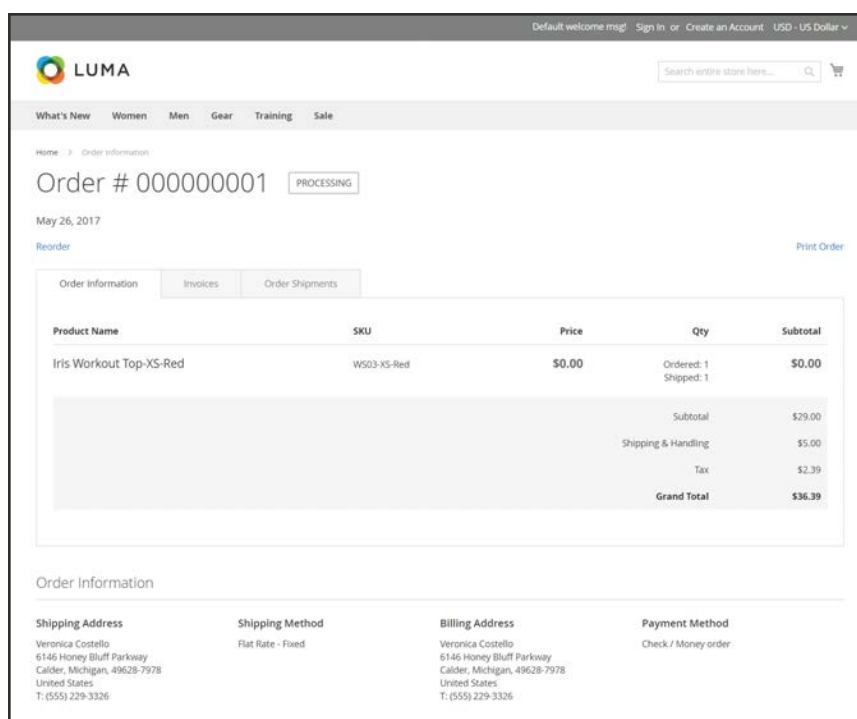 Default welcome msg! Sign In or Create an Account USD - US Dollar
LUMA
Search entire store here...
What's New Women Men Gear Training Sale
Home > Order Information
Order # 000000001 PROCESSING
May 26, 2017
Reorder Print Order
Order Information Invoices Order Shipments
Product Name SKU Price Qty Subtotal
Iris Workout Top-XS-Red WS03-XS-Red $0.00 Ordered: 1 $0.00
Shipped: 1
Subtotal $29.00
Shipping & Handling $5.00
Tax $2.39
Grand Total $36.39
Order Information
Shipping Address Shipping Method Billing Address Payment Method
Veronica Costello Flat Rate - Fixed Veronica Costello Check / Money order
6146 Honey Bluff Parkway 6146 Honey Bluff Parkway
Calder, Michigan, 49628-7978 Calder, Michigan, 49628-7978
United States United States
T: (555) 229-3326 T: (555) 229-3326